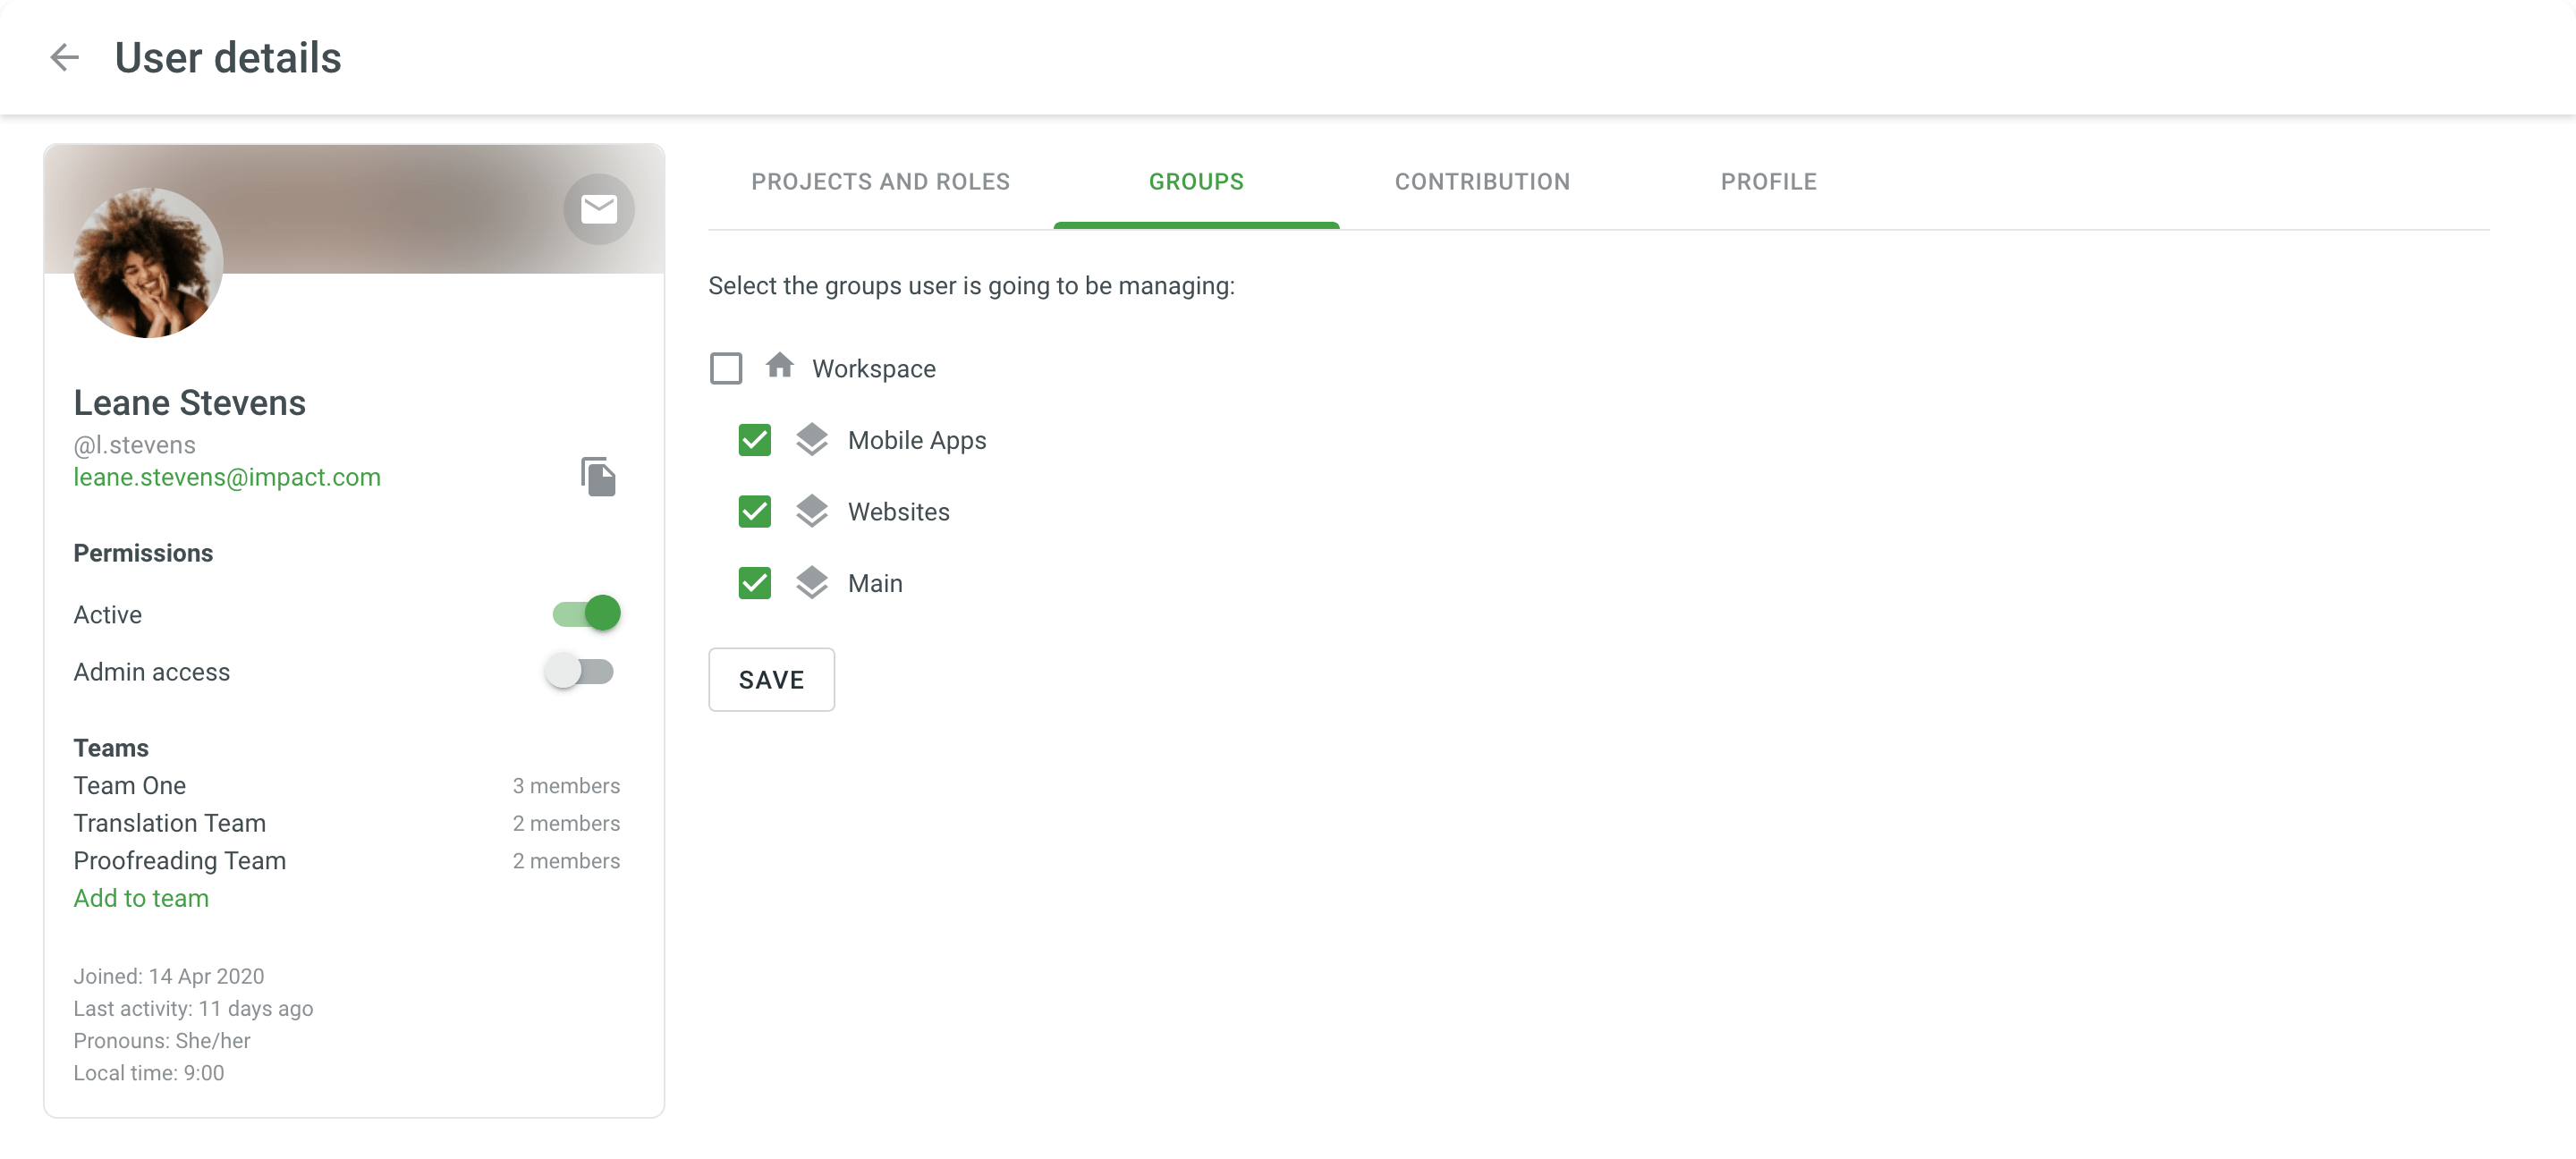 User details
PROJECTS AND ROLES GROUPS CONTRIBUTION PROFILE
Leane Stevens
@l.stevens
leane.stevens@impact.com
Permissions
Active
Admin access
Teams
Team One 3 members
Translation Team 2 members
Proofreading Team 2 members
Add to team
Joined: 14 Apr 2020
Last activity: 11 days ago
Pronouns: She/her
Local time: 9:00
Select the groups user is going to be managing:
Workspace
Mobile Apps
Websites
Main
SAVE